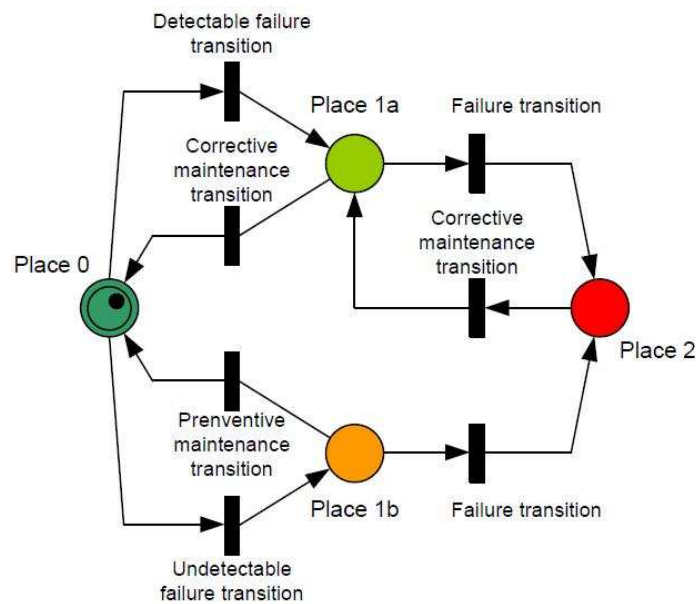 Detectable failure
transition
Place 1a
Failure transition
Corrective
maintenance
transition
Corrective
maintenance
transition
Place 0
Place 2
Prenventive
maintenance
transition
Place 1b
Failure transition
Undetectable
failure transition